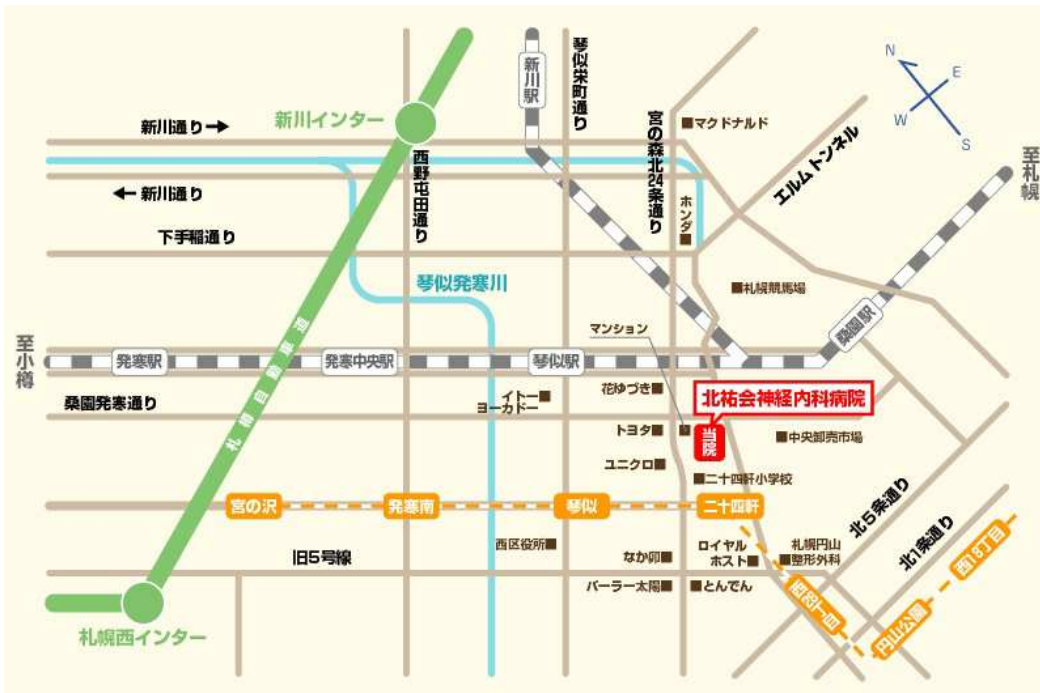 新川駅
琴似栄町通り
N
E
W
S
新川通り→
新川インター
宮の森北24条通り
マクドナルド
エルムトンネル
至札幌
←新川通り
西野屯田通り
ホンダ
下手稲通り
琴似発寒川
札幌競馬場
桑園駅
マンション
札樽自動車道
至小樽
発寒駅
発寒中央駅
琴似駅
花ゆづき
北祐会神経内科病院
イトー
ヨーカドー
桑園発寒通り
トヨタ
当院
中央卸売市場
ユニクロ
二十四軒小学校
宮の沢
発寒南
琴似
二十四軒
北5条通り
北1条通り
西18丁目
西区役所
旧5号線
なか卯
ロイヤル
ホスト
札幌円山
整形外科
パーラー太陽
とんでん
西28丁目
円山公園
札幌西インター